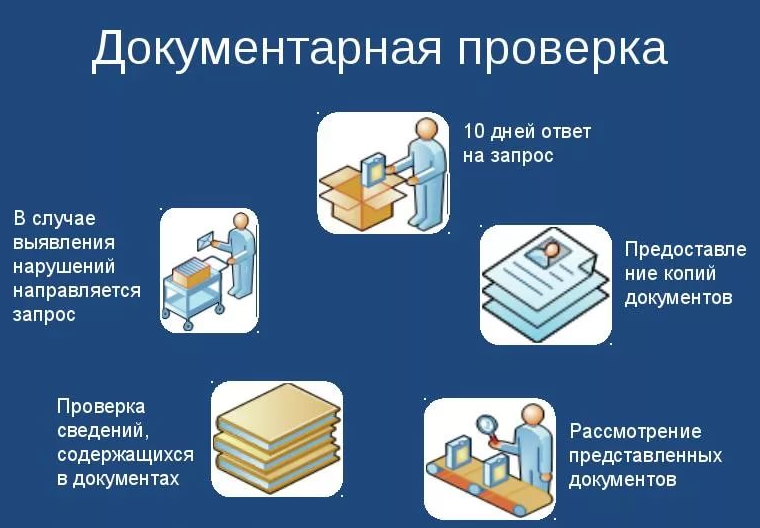 Документарная проверка
10 дней ответ
на запрос
В случае
выявления
нарушений
направляется
запрос
Предоставле
ние копий
документов
Проверка
сведений,
содержащихся
в документах
Рассмотрение
представленных
документов